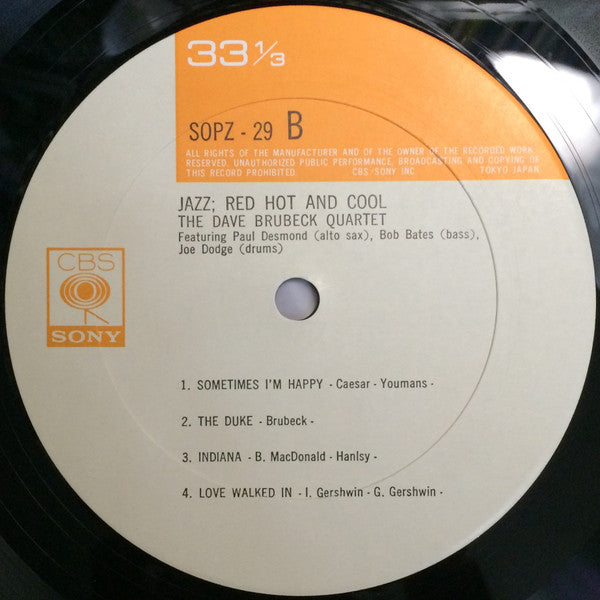 33 1/3
SOPZ - 29 B
ALL RIGHTS OF THE MANUFACTURER AND OF THE OWNER OF THE RECORDED WORK
RESERVED. UNAUTHORIZED PUBLIC PERFORMANCE, BROADCASTING AND COPYING OF
THIS RECORD PROHIBITED. CBS/SONY INC. TOKYO JAPAN
JAZZ; RED HOT AND COOL
THE DAVE BRUBECK QUARTET
Featuring Paul Desmond (alto sax), Bob Bates (bass),
Joe Dodge (drums)
CBS
SONY
1. SOMETIMES I'M HAPPY - Caesar - Youmans -
2. THE DUKE - Brubeck -
3. INDIANA - B. MacDonald - Hanlsy -
4. LOVE WALKED IN - I. Gershwin - G. Gershwin -